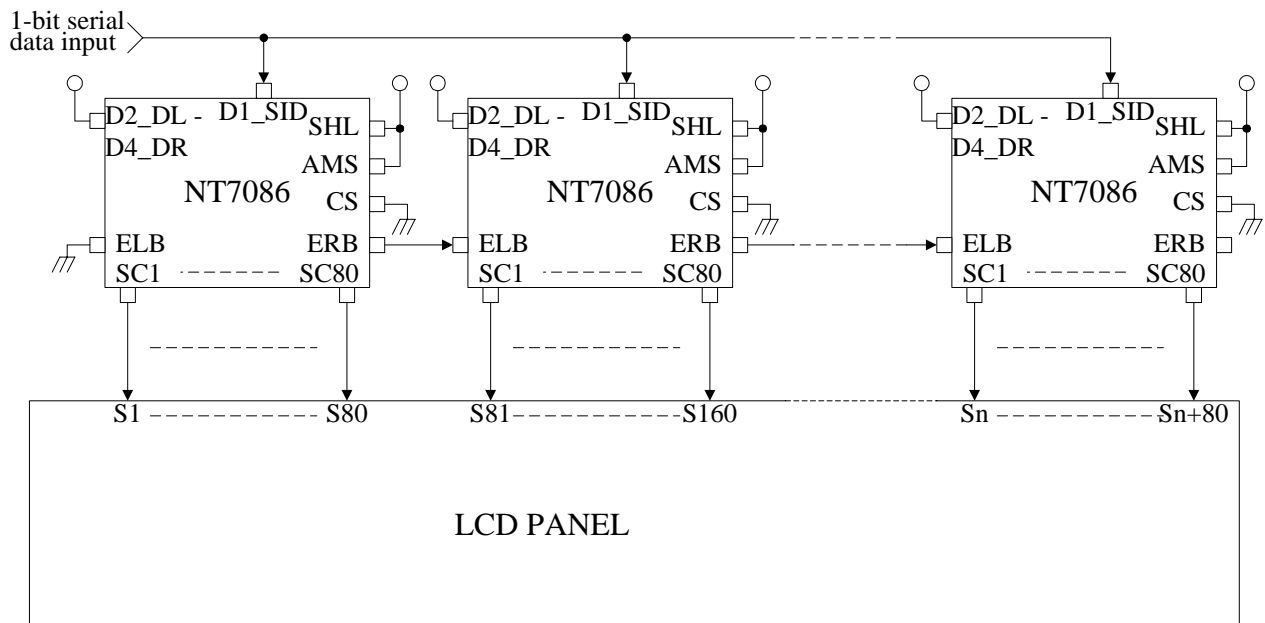 1-bit serial
data input
D2_DL -
D4_DR
D1_SID
SHL
AMS
NT7086
CS
ELB
ERB
SC1
SC80
D2_DL -
D4_DR
D1_SID
SHL
AMS
NT7086
CS
ELB
ERB
SC1
SC80
D2_DL -
D4_DR
D1_SID
SHL
AMS
NT7086
CS
ELB
ERB
SC1
SC80
S1
S80
S81
S160
Sn
Sn+80
LCD PANEL